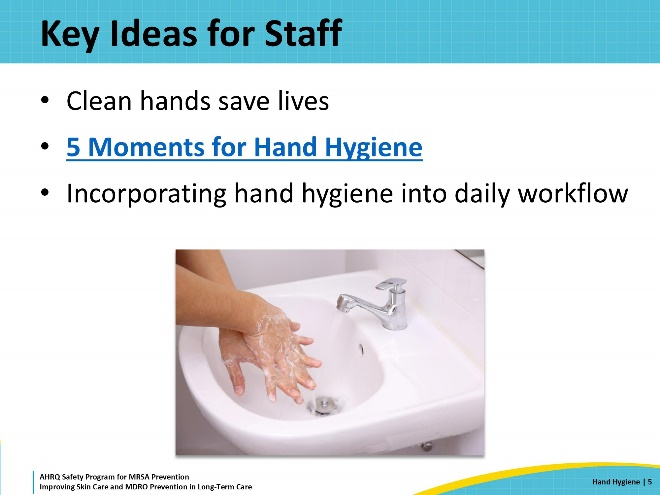 Key Ideas for Staff
• Clean hands save lives
• 5 Moments for Hand Hygiene
• Incorporating hand hygiene into daily workflow
AHRQ Safety Program for MRSA Prevention
Improving Skin Care and MDRO Prevention in Long-Term Care
Hand Hygiene | 5